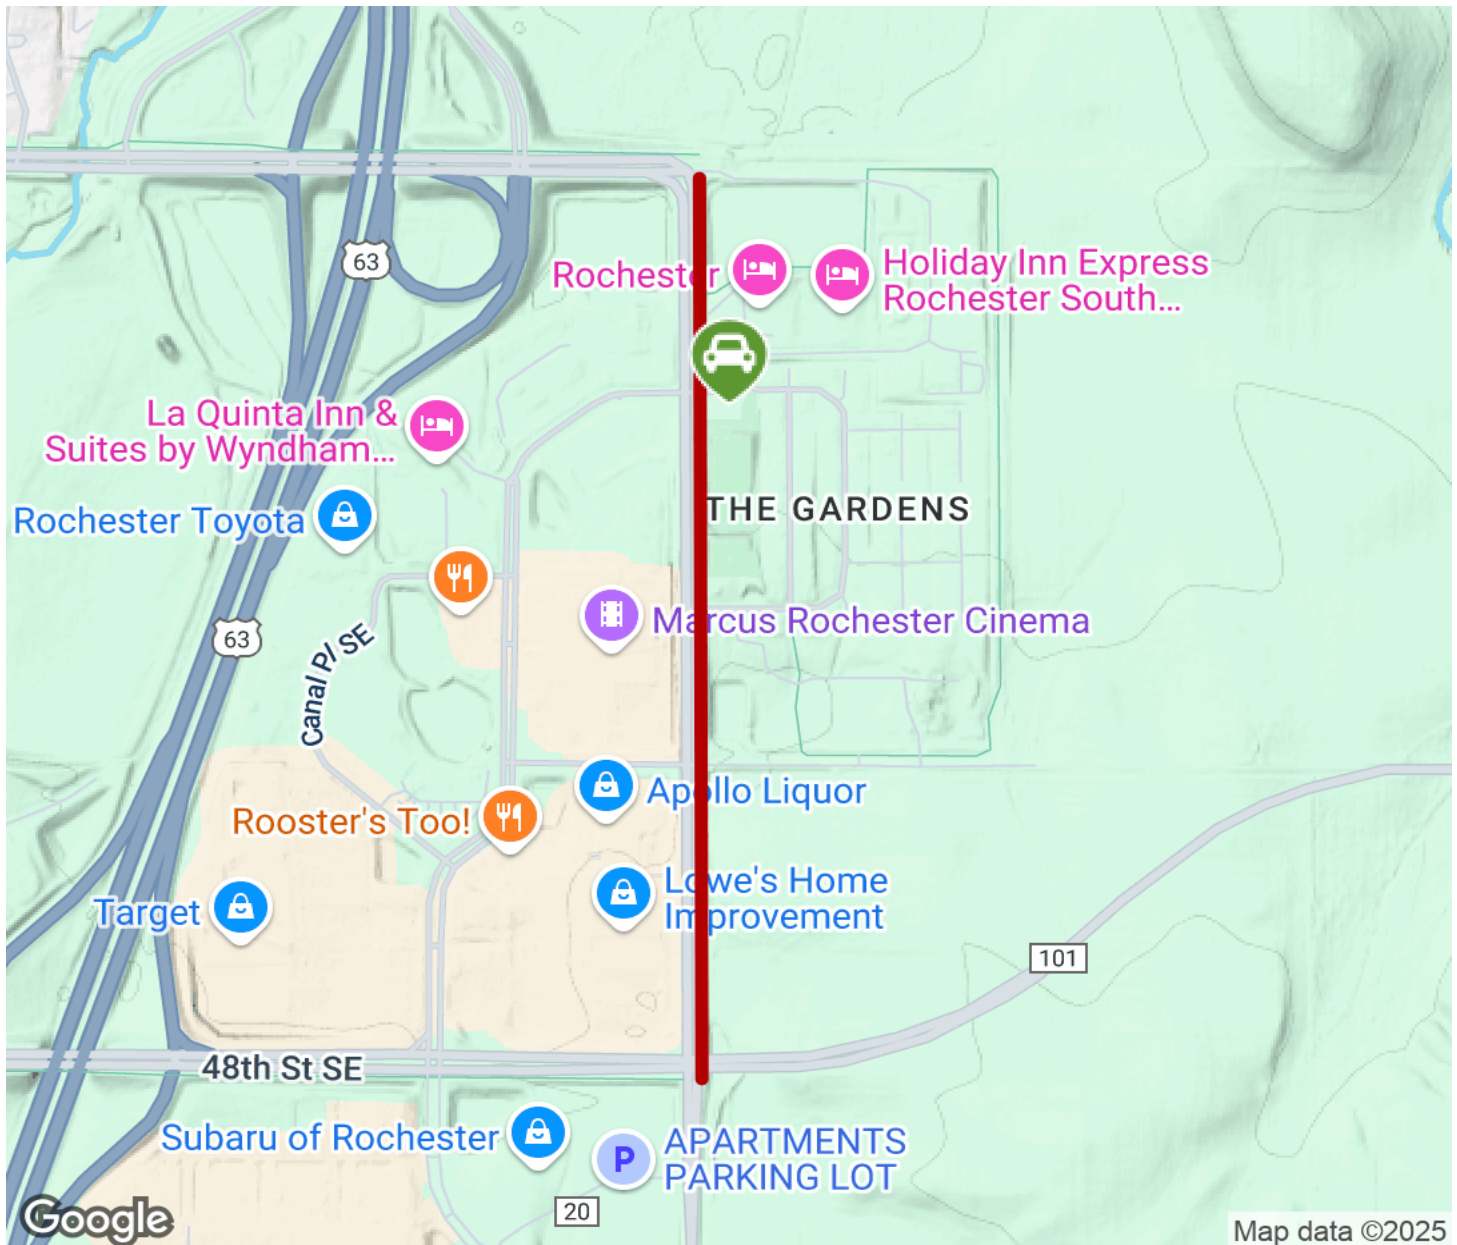 63
Rochester
Holiday Inn Express
Rochester South...
La Quinta Inn &
Suites by Wyndham...
Rochester Toyota
THE GARDENS
63
Canal Pl SE
Marcus Rochester Cinema
Apollo Liquor
Rooster's Too!
Lowe's Home
Improvement
Target
101
48th St SE
Subaru of Rochester
P
APARTMENTS
PARKING LOT
20
Google
Map data ©2025